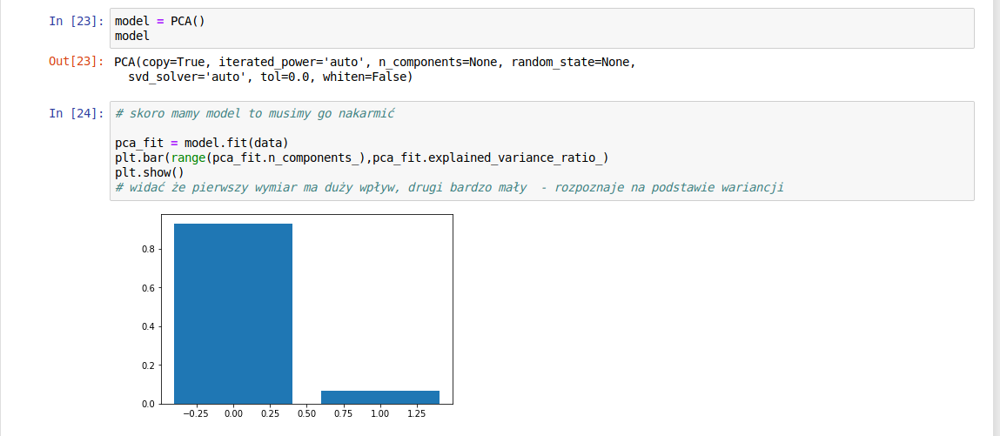 In [23]: model = PCA()
model
Out[23]: PCA(copy=True, iterated_power='auto', n_components=None, random_state=None,
svd_solver='auto', tol=0.0, whiten=False)
In [24]: # skoro mamy model to musimy go nakarmić
pca_fit = model.fit(data)
plt.bar(range(pca_fit.n_components_),pca_fit.explained_variance_ratio_)
plt.show()
# widać że pierwszy wymiar ma duży wpływ, drugi bardzo mały  - rozpoznaje na podstawie wariancji
0.8
0.6
0.4
0.2
0.0
−0.25 0.00 0.25 0.50 0.75 1.00 1.25